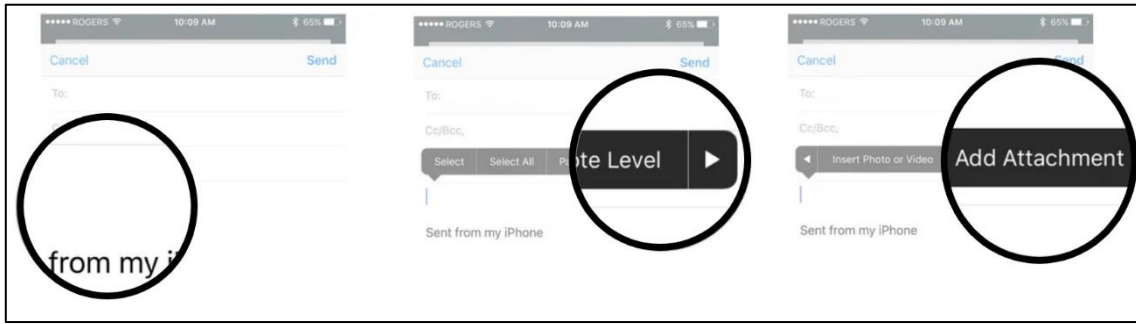 ROGERS 10:09 AM 65%
Cancel Send
To:
from my
ROGERS 10:09 AM 65%
Cancel Send
To:
Cc/Bcc,
Select Select All te Level
Sent from my iPhone
ROGERS 10:09 AM 65%
Cancel Send
To:
Cc/Bcc,
Insert Photo or Video Add Attachment
Sent from my iPhone